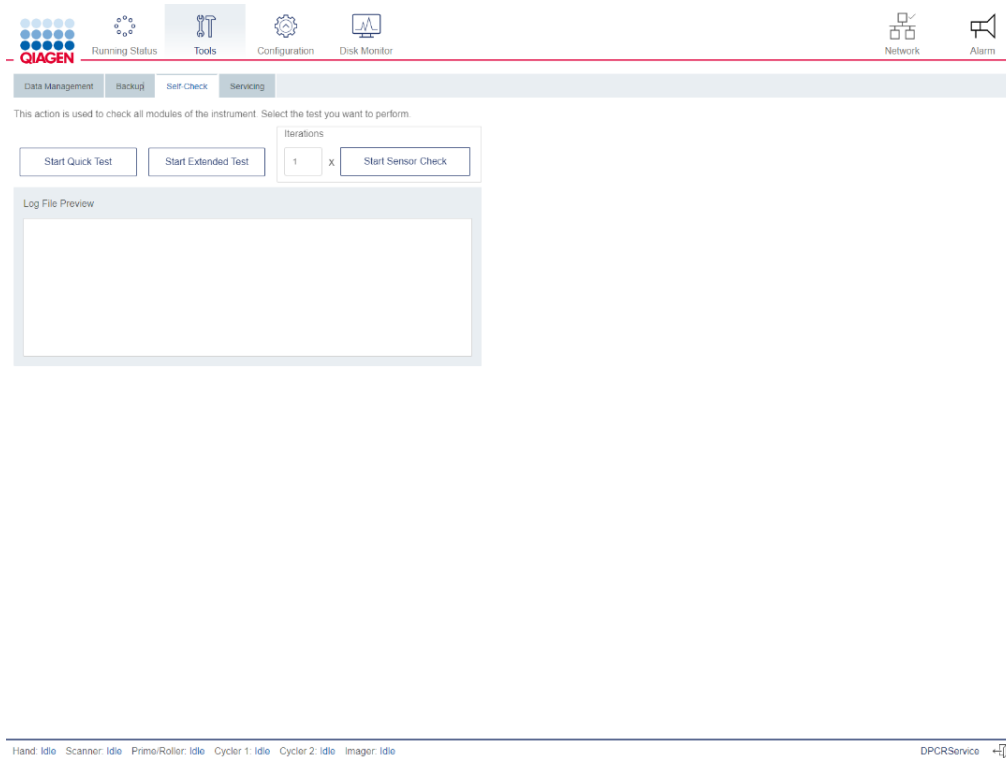 QIAGEN
Running Status Tools Configuration Disk Monitor Network Alarm
Data Management Backup Self-Check Servicing
This action is used to check all modules of the instrument. Select the test you want to perform.
Iterations
Start Quick Test Start Extended Test 1 X Start Sensor Check
Log File Preview
Hand: Idle Scanner: Idle Prime/Roller: Idle Cycler 1: Idle Cycler 2: Idle Imager: Idle DPCRService